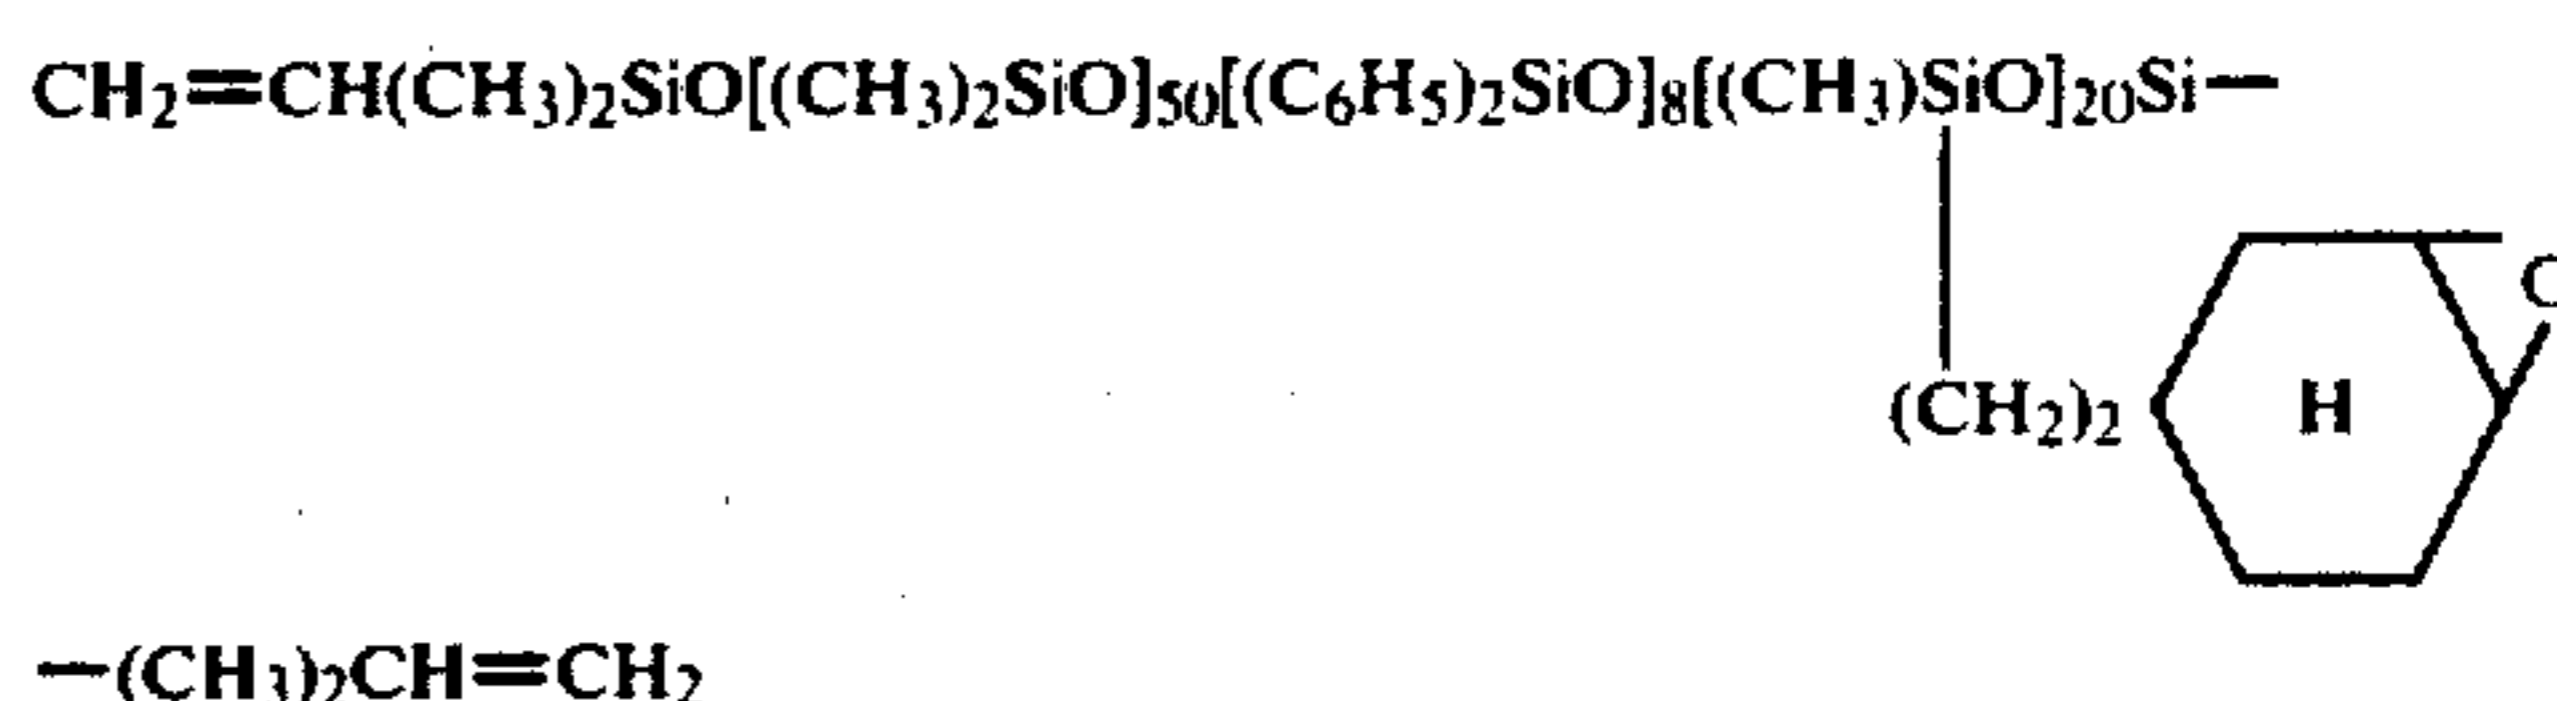 CH₂=CH(CH₃)₂SiO[(CH₃)₂SiO]₅₀[(C₆H₅)₂SiO]₈[(CH₃)SiO]₂₀Si—
(CH₂)₂ H
—(CH₃)₂CH=CH₂